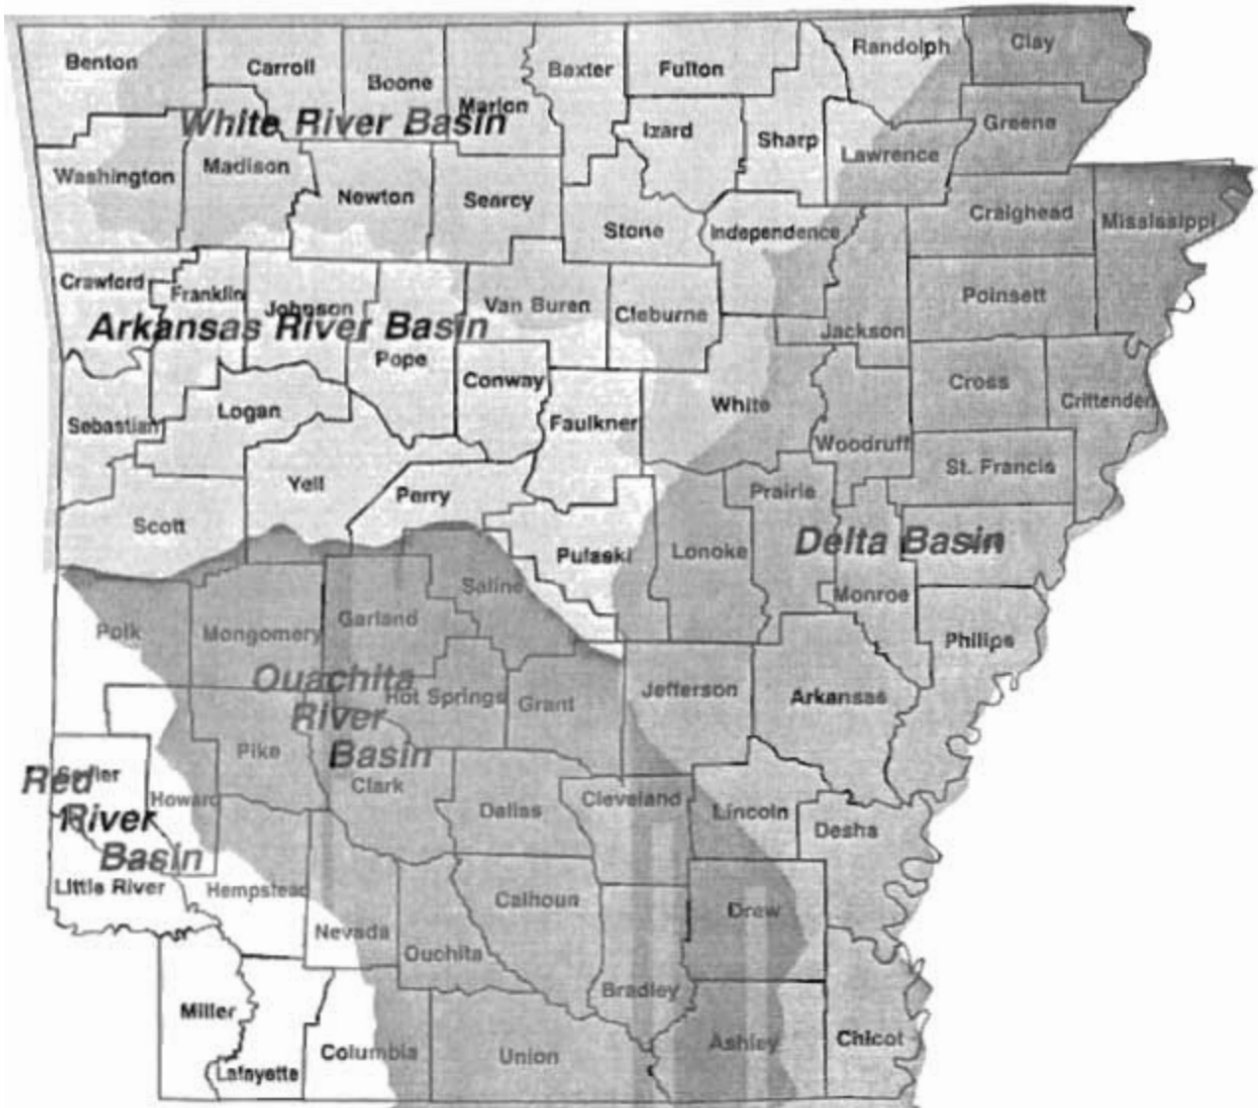 Benton
Carroll
Boone
Marion
Baxter
Fulton
Randolph
Clay
White River Basin
Izard
Sharp
Lawrence
Greene
Washington
Madison
Newton
Searcy
Stone
Independence
Craighead
Mississippi
Crawford
Franklin
Johnson
Van Buren
Cleburne
Jackson
Poinsett
Arkansas River Basin
Pope
Conway
Logan
Sebastian
Faulkner
White
Woodruff
Cross
Crittenden
St. Francis
Yell
Perry
Scott
Pulaski
Lonoke
Prairie
Delta Basin
Monroe
Philips
Polk
Mongomery
Garland
Saline
Ouachita
River
Basin
Hot Springs
Grant
Jefferson
Arkansas
Pike
Clark
Dallas
Cleveland
Lincoln
Desha
Red
River
Basin
Sevier
Howard
Little River
Hempstead
Nevada
Ouchita
Calhoun
Bradley
Drew
Miller
Lafayette
Columbia
Union
Ashley
Chicot